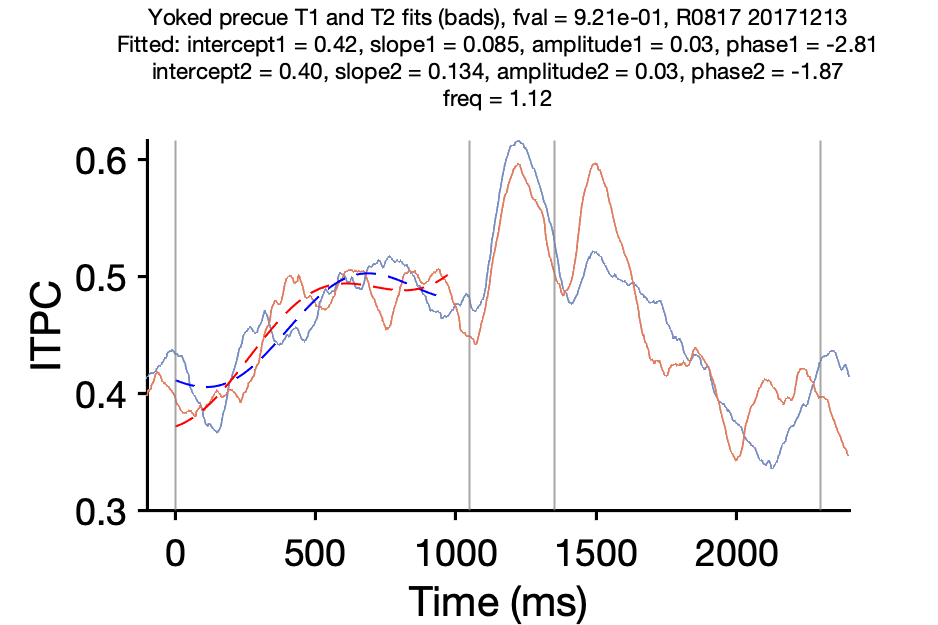 Yoked precue T1 and T2 fits (bads), fval = 9.21e-01, R0817 20171213
Fitted: intercept1 = 0.42, slope1 = 0.085, amplitude1 = 0.03, phase1 = -2.81
intercept2 = 0.40, slope2 = 0.134, amplitude2 = 0.03, phase2 = -1.87
freq = 1.12
0.6
0.5
0.4
0.3
ITPC
0 500 1000 1500 2000
Time (ms)